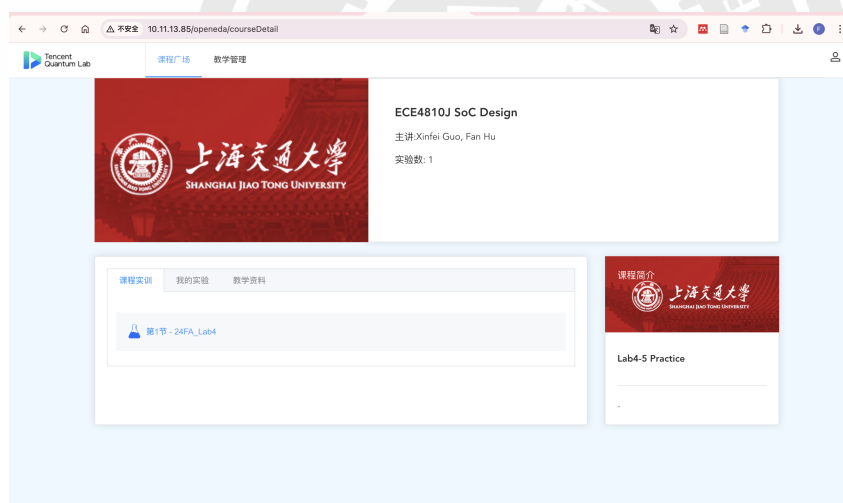 不安全 10.11.13.85/openeda/courseDetail
Tencent
Quantum Lab
课程广场 教学管理
上海交通大学
SHANGHAI JIAO TONG UNIVERSITY
ECE4810J SoC Design
主讲:Xinfei Guo, Fan Hu
实验数: 1
课程实训 我的实验 教学资料
第1节 - 24FA_Lab4
课程简介
上海交通大学
SHANGHAI JIAO TONG UNIVERSITY
Lab4-5 Practice
-